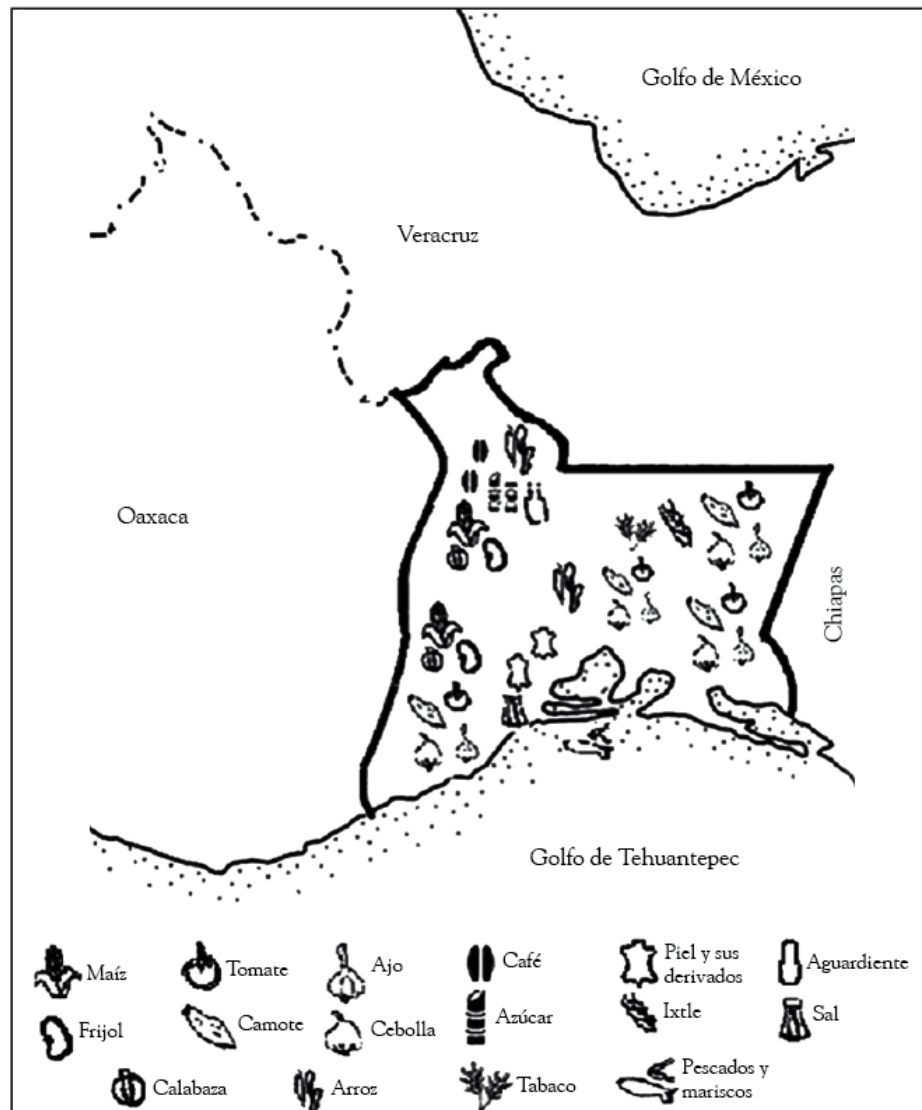 Golfo de México
Veracruz
Oaxaca
Chiapas
Golfo de Tehuantepec
Maíz
Tomate
Ajo
Café
Piel y sus
derivados
Aguardiente
Frijol
Camote
Cebolla
Azúcar
Ixtle
Sal
Calabaza
Arroz
Tabaco
Pescados y
mariscos